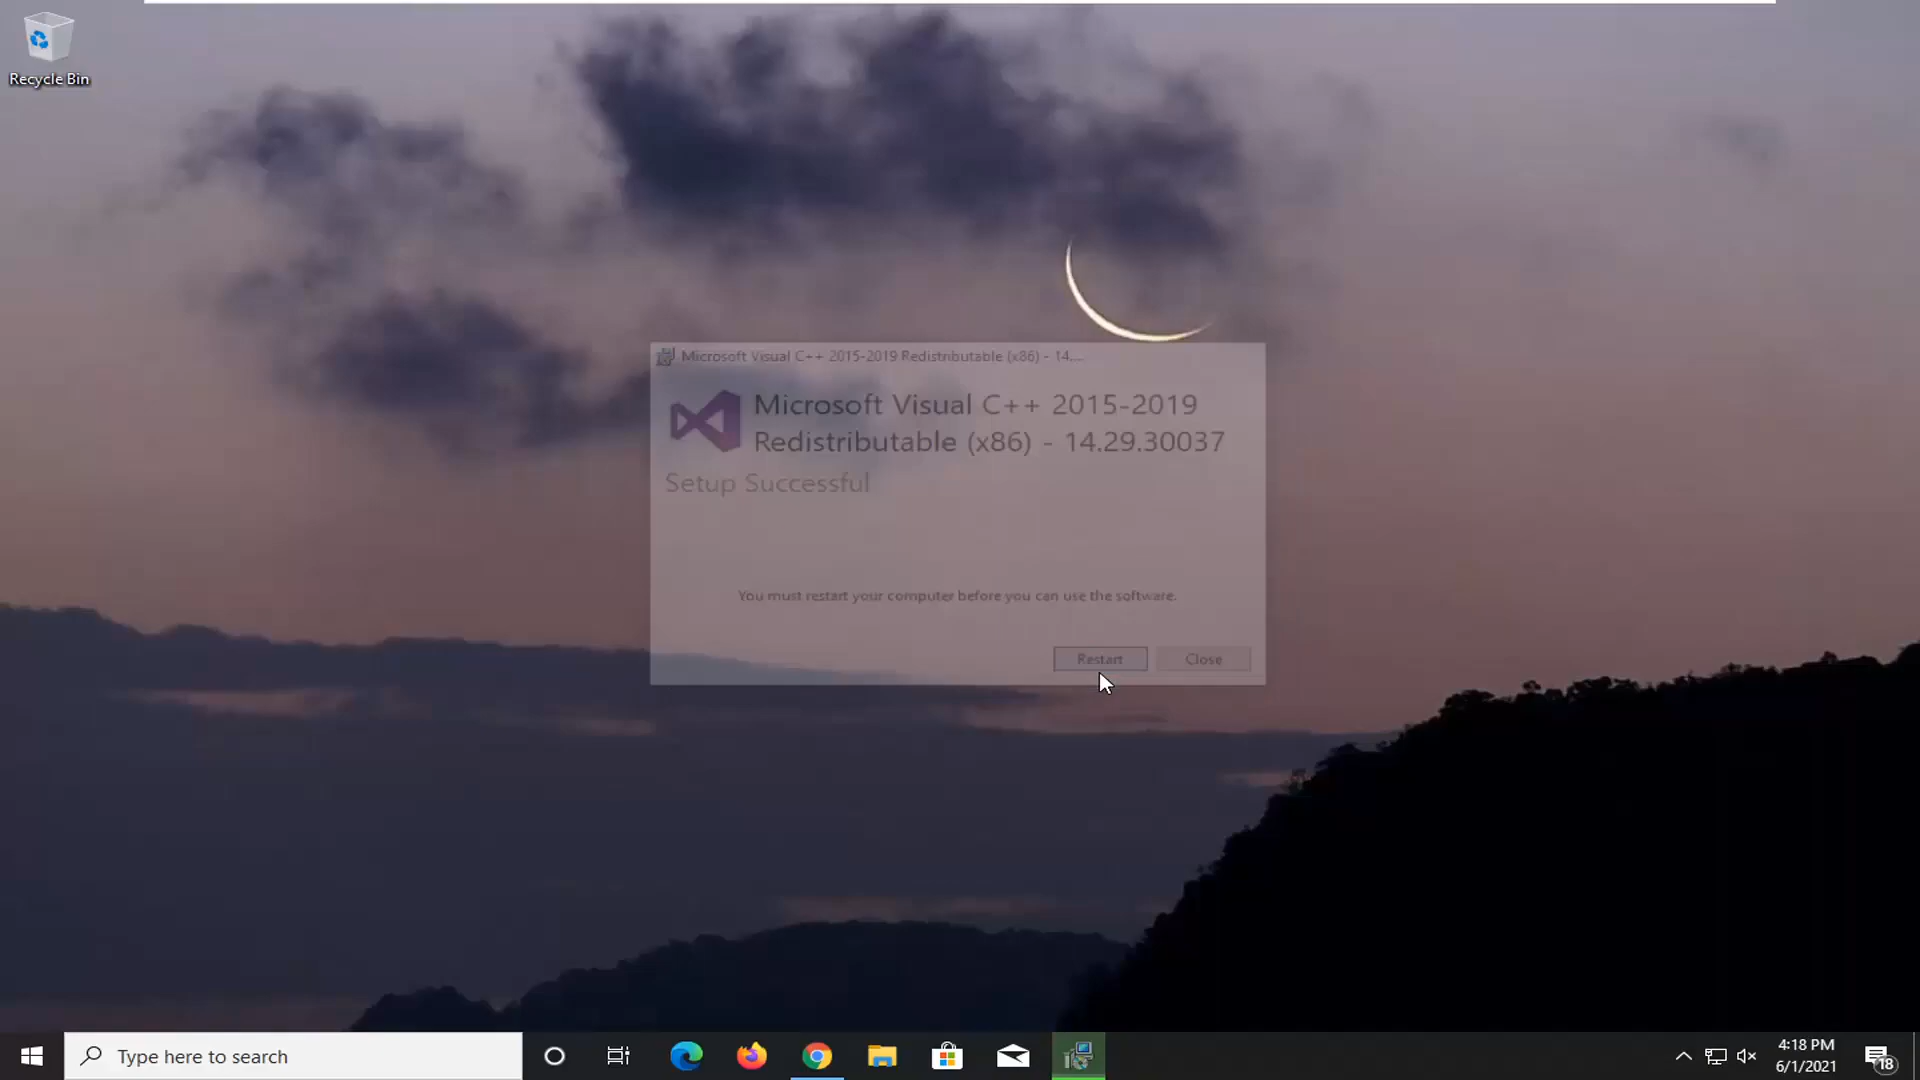 Recycle Bin
Microsoft Visual C++ 2015-2019 Redistributable (x86) - 14....
Microsoft Visual C++ 2015-2019
Redistributable (x86) - 14.29.30037
Setup Successful
You must restart your computer before you can use the software.
Restart
Close
Type here to search
4:18 PM
6/1/2021
18